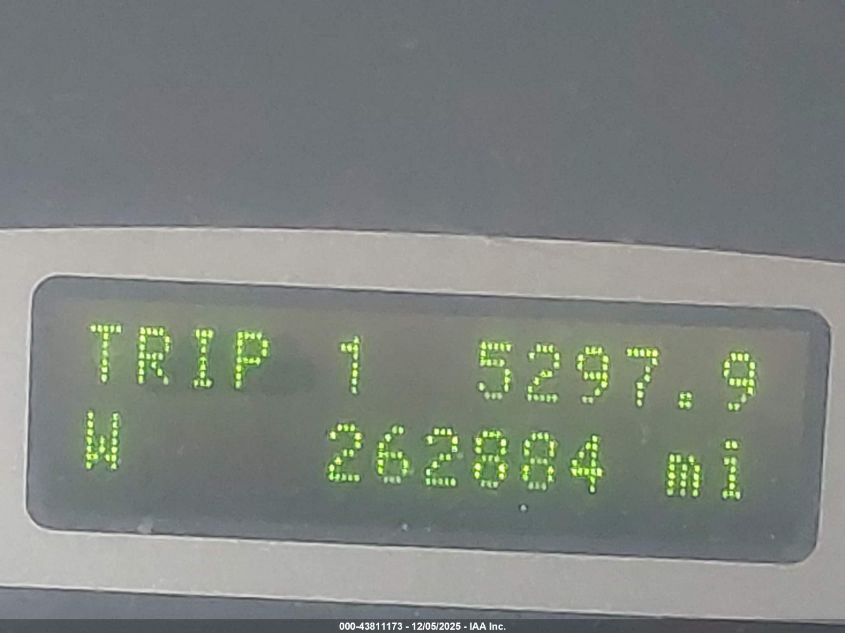 TRIP 1 5297.9
W 262884 mi
000-43811173 - 12/05/2025 - IAA Inc.